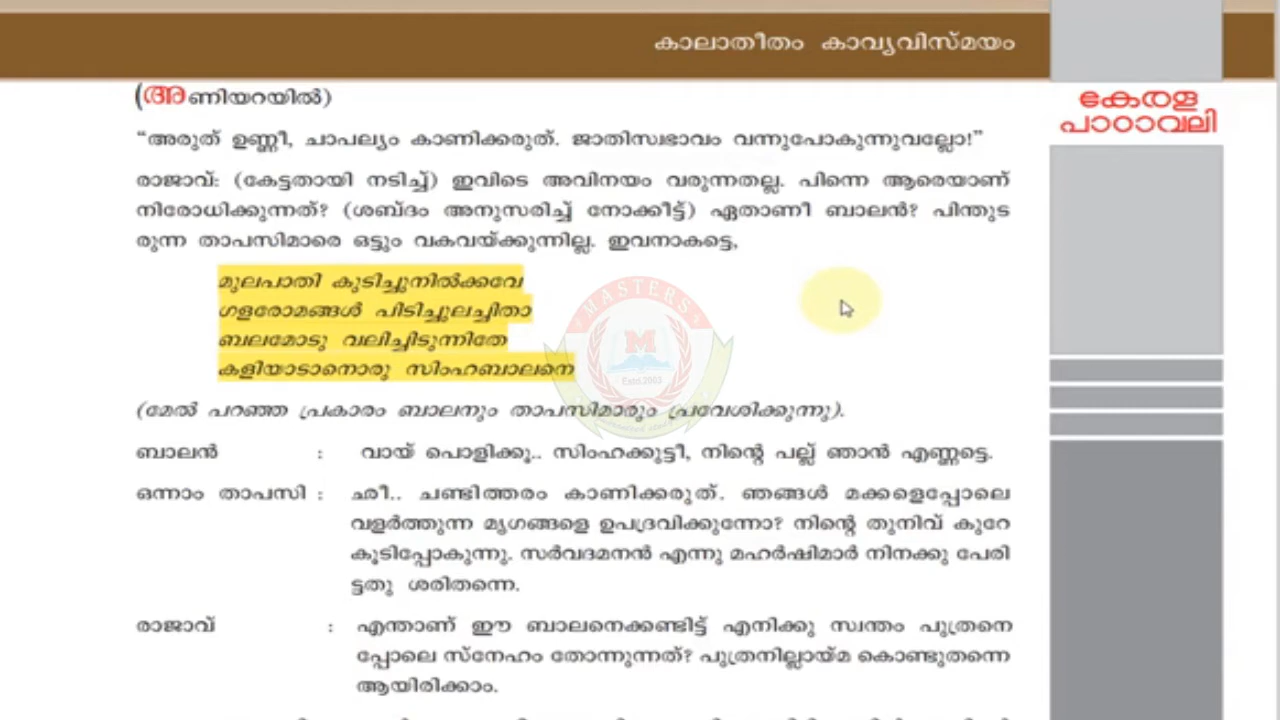 കാലാതീതം കാവ്യവിസ്മയം
കേരള
പാഠാവലി
(അണിയറയിൽ)
“അരുത് ഉണ്ണീ, ചാപല്യം കാണിക്കരുത്. ജാതിസ്വഭാവം വന്നുപോകുന്നുവല്ലോ!”
രാജാവ്: (കേട്ടതായി നടിച്ച്) ഇവിടെ അവിനയം വരുന്നതല്ല. പിന്നെ ആരെയാണ്
നിരോധിക്കുന്നത്? (ശബ്ദം അനുസരിച്ച് നോക്കീട്ട്) ഏതാണീ ബാലൻ? പിന്തുട
രുന്ന താപസിമാരെ ഒട്ടും വകവയ്ക്കുന്നില്ല. ഇവനാകട്ടെ,
മുലപാതി കുടിച്ചുനിൽക്കവേ
ഗളരോമങ്ങൾ പിടിച്ചുലച്ചിതാ
ബലമോടു വലിച്ചിടുന്നിതേ
കളിയാടാനൊരു സിംഹബാലനെ
MASTERS
M
Estd.2003
(മേൽ പറഞ്ഞ പ്രകാരം ബാലനും താപസിമാരും പ്രവേശിക്കുന്നു).
ബാലൻ : വായ് പൊളിക്കൂ.. സിംഹക്കുട്ടീ, നിന്റെ പല്ല് ഞാൻ എണ്ണട്ടെ.
ഒന്നാം താപസി : ഛീ.. ചണ്ടിത്തരം കാണിക്കരുത്. ഞങ്ങൾ മക്കളെപ്പോലെ
വളർത്തുന്ന മൃഗങ്ങളെ ഉപദ്രവിക്കുന്നോ? നിന്റെ തുനിവ് കുറേ
കൂടിപ്പോകുന്നു. സർവദമനൻ എന്നു മഹർഷിമാർ നിനക്കു പേരി
ട്ടതു ശരിതന്നെ.
രാജാവ് : എന്താണ് ഈ ബാലനെക്കണ്ടിട്ട് എനിക്കു സ്വന്തം പുത്രനെ
പ്പോലെ സ്നേഹം തോന്നുന്നത്? പുത്രനില്ലായ്മ കൊണ്ടുതന്നെ
ആയിരിക്കാം.